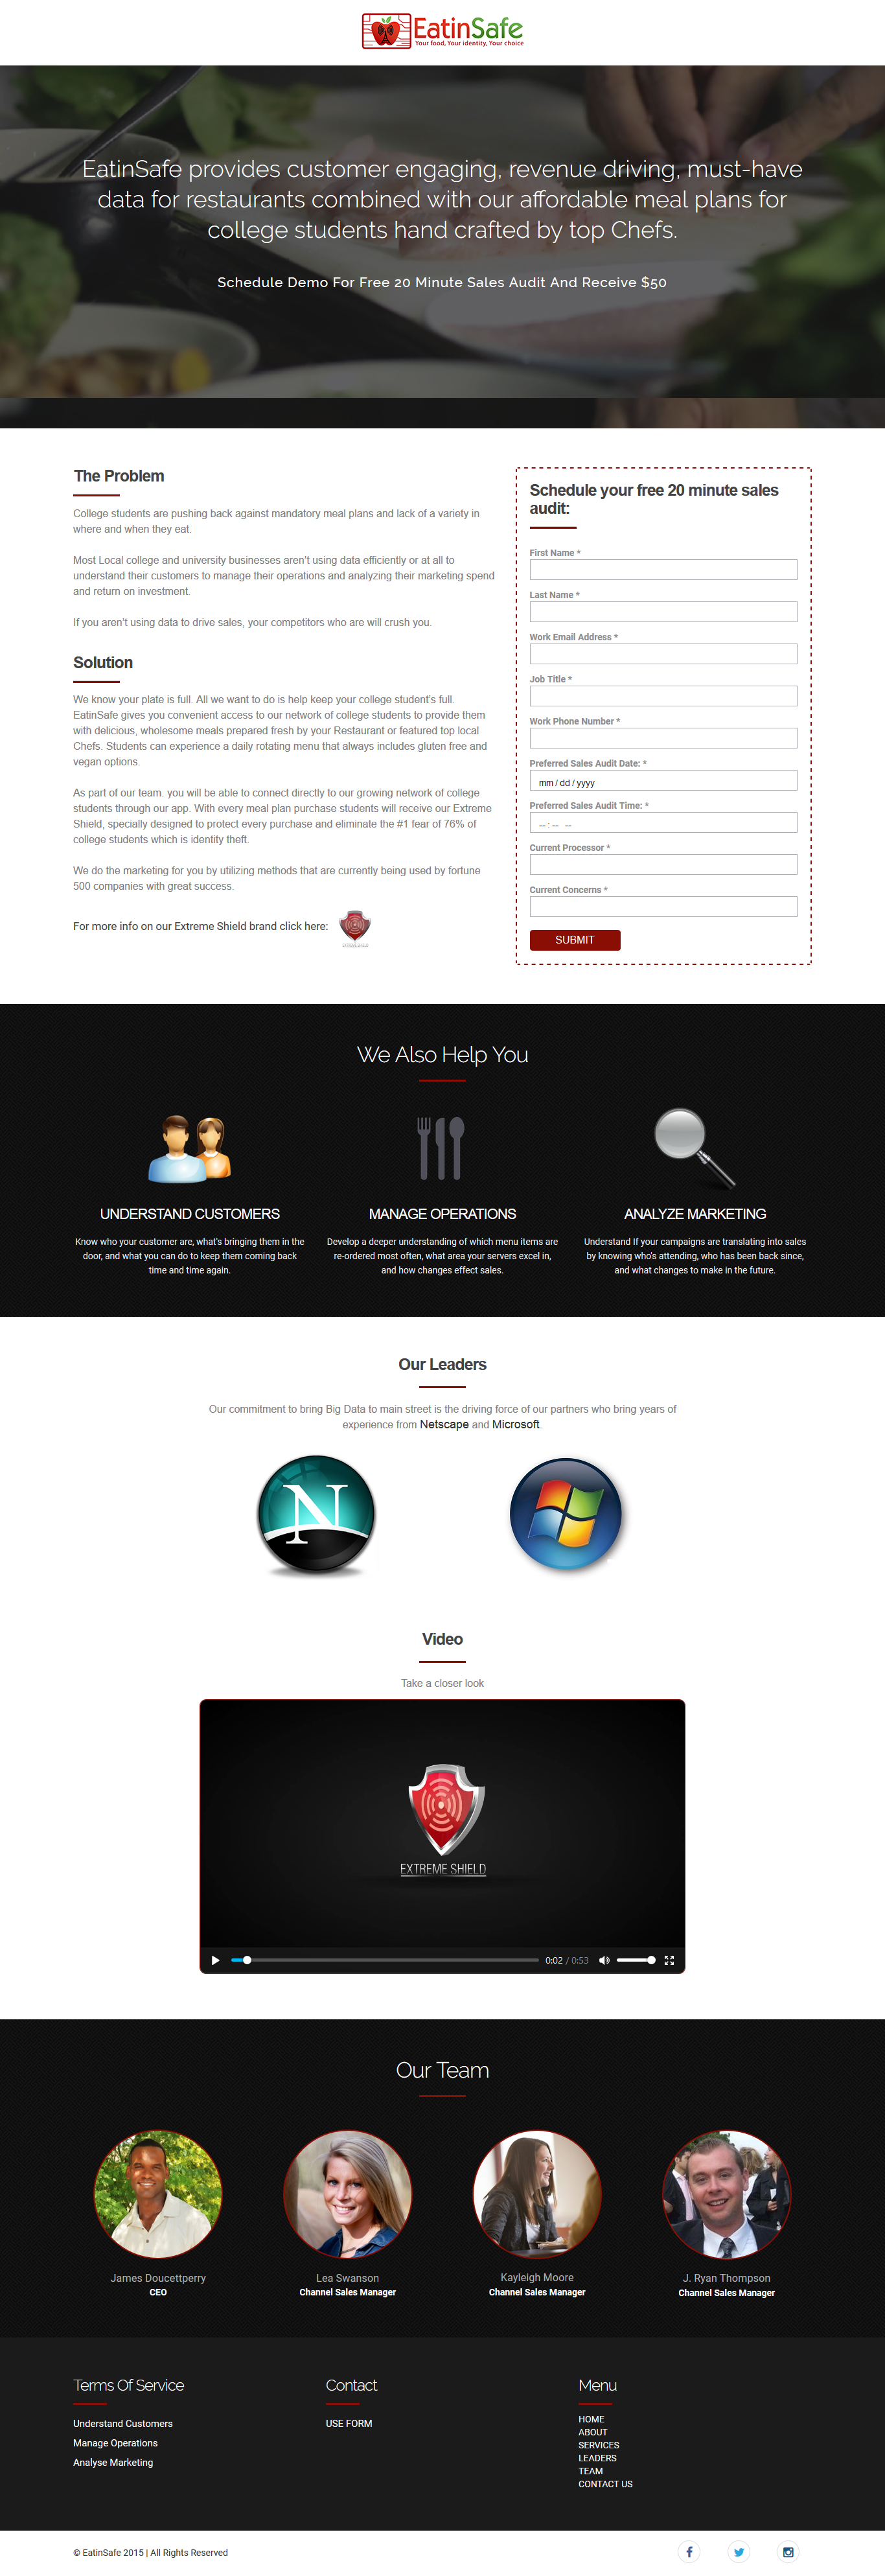 EatinSafe
Your food, Your identity, Your choice
EatinSafe provides customer engaging, revenue driving, must-have
data for restaurants combined with our affordable meal plans for
college students hand crafted by top Chefs.
Schedule Demo For Free 20 Minute Sales Audit And Receive $50
The Problem
College students are pushing back against mandatory meal plans and lack of a variety in
where and when they eat.
Most Local college and university businesses aren't using data efficiently or at all to
understand their customers to manage their operations and analyzing their marketing spend
and return on investment.
If you aren't using data to drive sales, your competitors who are will crush you.
Solution
We know your plate is full. All we want to do is help keep your college student's full.
EatinSafe gives you convenient access to our network of college students to provide them
with delicious, wholesome meals prepared fresh by your Restaurant or featured top local
Chefs. Students can experience a daily rotating menu that always includes gluten free and
vegan options.
As part of our team. you will be able to connect directly to our growing network of college
students through our app. With every meal plan purchase students will receive our Extreme
Shield, specially designed to protect every purchase and eliminate the #1 fear of 76% of
college students which is identity theft.
We do the marketing for you by utilizing methods that are currently being used by fortune
500 companies with great success.
For more info on our Extreme Shield brand click here:
Schedule your free 20 minute sales
audit:
First Name *
Last Name *
Work Email Address *
Job Title *
Work Phone Number *
Preferred Sales Audit Date: *
mm / dd / yyyy
Preferred Sales Audit Time: *
-- : -- --
Current Processor *
Current Concerns *
SUBMIT
We Also Help You
UNDERSTAND CUSTOMERS
Know who your customer are, what's bringing them in the
door, and what you can do to keep them coming back
time and time again.
MANAGE OPERATIONS
Develop a deeper understanding of which menu items are
re-ordered most often, what area your servers excel in,
and how changes effect sales.
ANALYZE MARKETING
Understand If your campaigns are translating into sales
by knowing who's attending, who has been back since,
and what changes to make in the future.
Our Leaders
Our commitment to bring Big Data to main street is the driving force of our partners who bring years of
experience from Netscape and Microsoft.
N
Video
Take a closer look
EXTREME SHIELD
0:02 / 0:53
Our Team
James Doucettperry
CEO
Lea Swanson
Channel Sales Manager
Kayleigh Moore
Channel Sales Manager
J. Ryan Thompson
Channel Sales Manager
Terms Of Service
Understand Customers
Manage Operations
Analyse Marketing
Contact
USE FORM
Menu
HOME
ABOUT
SERVICES
LEADERS
TEAM
CONTACT US
© EatinSafe 2015 | All Rights Reserved